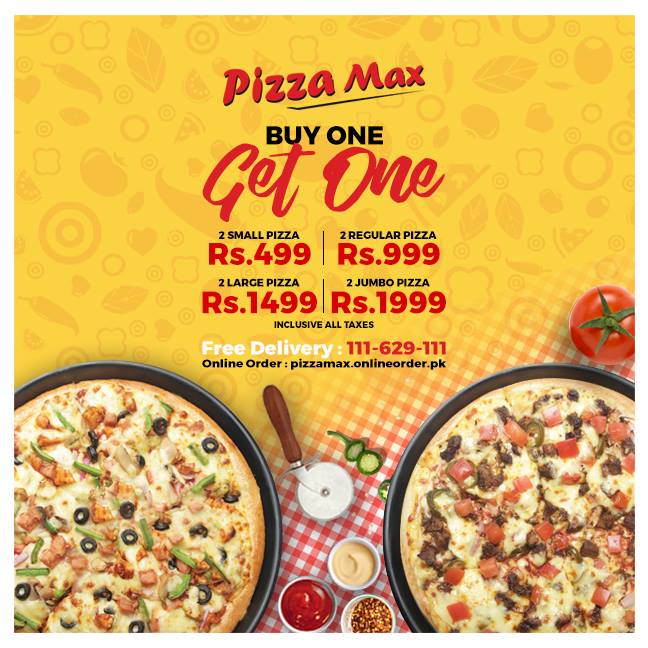 Pizza Max
BUY ONE
Get One
2 SMALL PIZZA
Rs.499
2 REGULAR PIZZA
Rs.999
2 LARGE PIZZA
Rs.1499
2 JUMBO PIZZA
Rs.1999
INCLUSIVE ALL TAXES
Free Delivery : 111-629-111
Online Order : pizzamax.onlineorder.pk